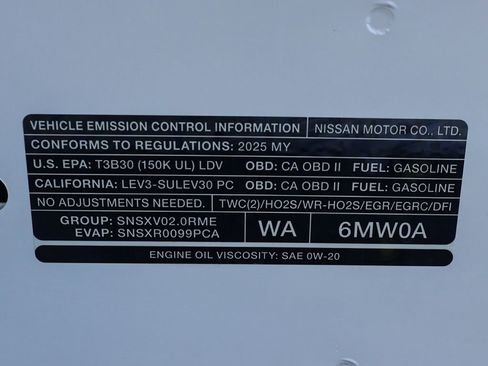 VEHICLE EMISSION CONTROL INFORMATION NISSAN MOTOR CO., LTD.
CONFORMS TO REGULATIONS: 2025 MY
U.S. EPA: T3B30 (150K UL) LDV OBD: CA OBD II FUEL: GASOLINE
CALIFORNIA: LEV3-SULEV30 PC OBD: CA OBD II FUEL: GASOLINE
NO ADJUSTMENTS NEEDED. TWC(2)/HO2S/WR-HO2S/EGR/EGRC/DFI
GROUP: SNSXV02.0RME
EVAP: SNSXR0099PCA
WA 6MW0A
ENGINE OIL VISCOSITY: SAE 0W-20